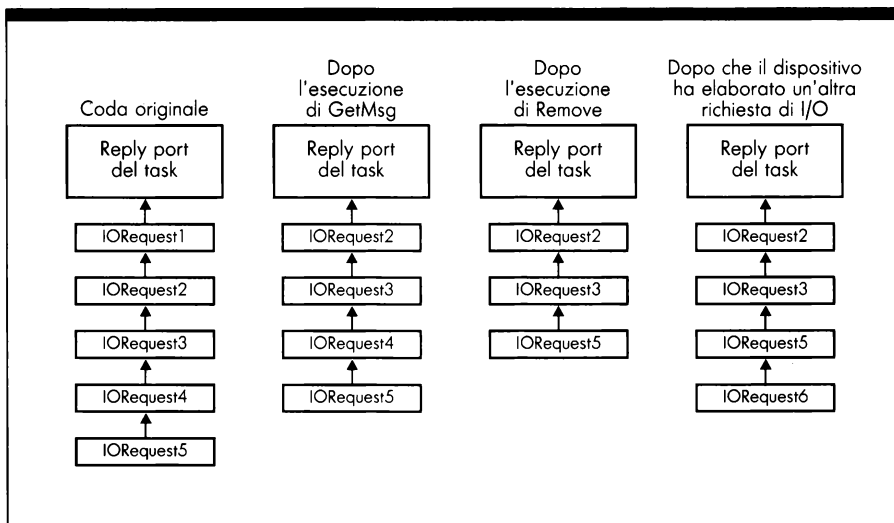 Coda originale
Reply port
del task
IORequest1
IORequest2
IORequest3
IORequest4
IORequest5
Dopo
l'esecuzione
di GetMsg
Reply port
del task
IORequest2
IORequest3
IORequest4
IORequest5
Dopo
l'esecuzione
di Remove
Reply port
del task
IORequest2
IORequest3
IORequest5
Dopo che il dispositivo
ha elaborato un'altra
richiesta di I/O
Reply port
del task
IORequest2
IORequest3
IORequest5
IORequest6